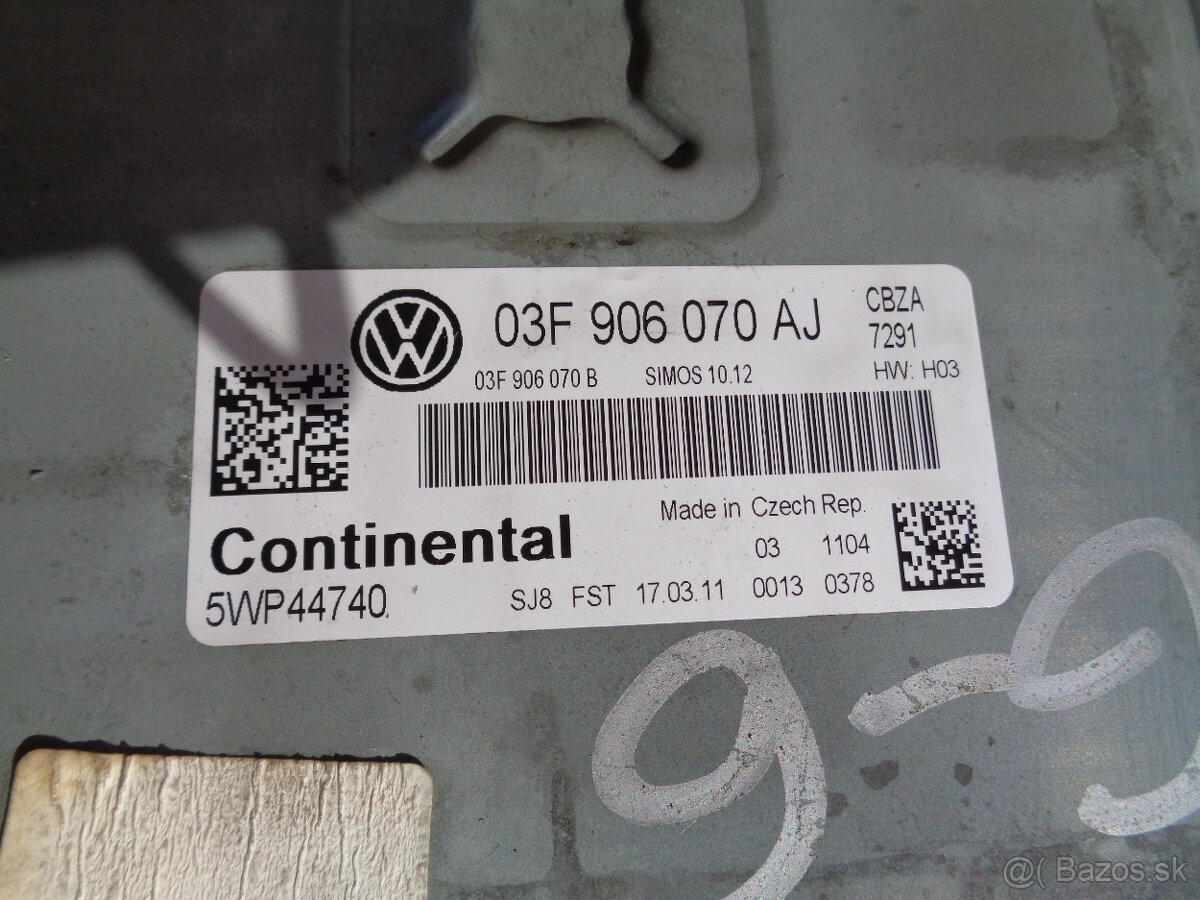 03F 906 070 AJ
CBZA
7291
03F 906 070 B SIMOS 10.12 HW: H03
Made in Czech Rep.
Continental
03 1104
5WP44740
SJ8 FST 17.03.11 0013 0378
@( Bazos.sk